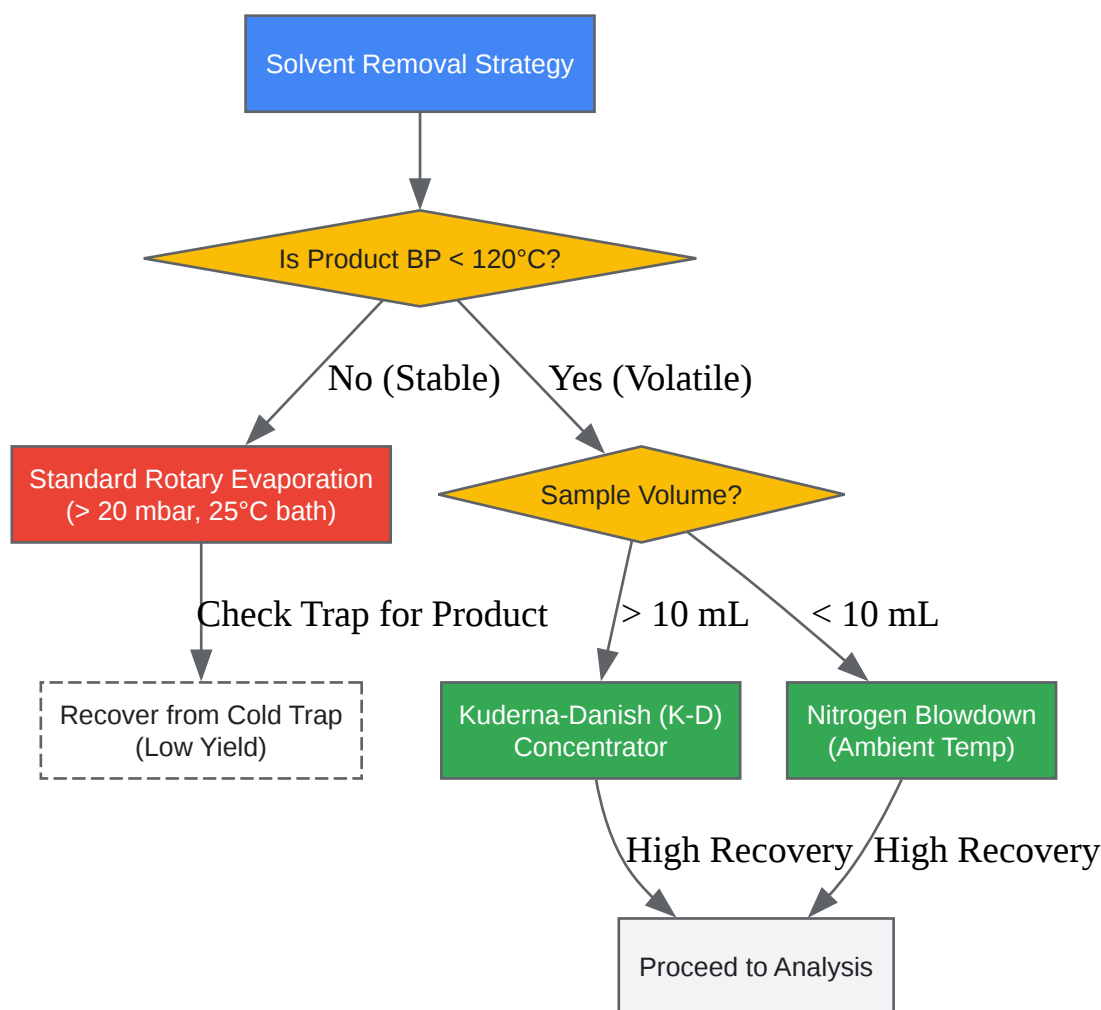 Solvent Removal Strategy
Is Product BP < 120°C?
No (Stable)
Yes (Volatile)
Standard Rotary Evaporation
(> 20 mbar, 25°C bath)
Sample Volume?
Check Trap for Product
> 10 mL
< 10 mL
Recover from Cold Trap
(Low Yield)
Kuderna-Danish (K-D)
Concentrator
Nitrogen Blowdown
(Ambient Temp)
High Recovery
High Recovery
Proceed to Analysis